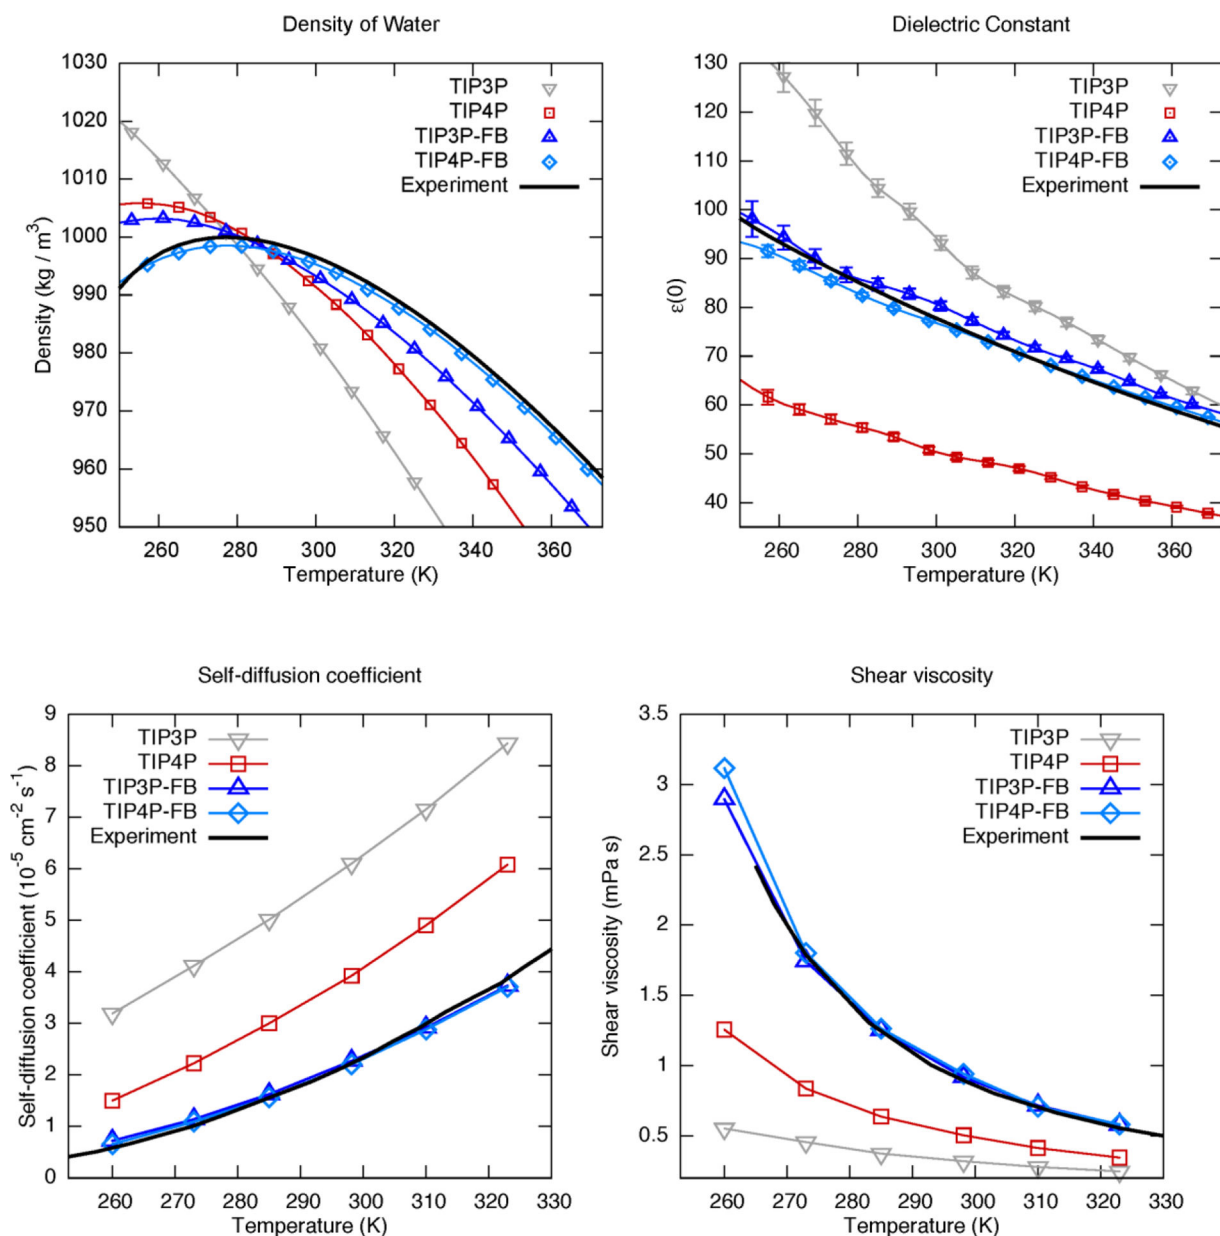 Density of Water
1030
1020
1010
1000
990
980
970
960
950
Density (kg / m³)
TIP3P
TIP4P
TIP3P-FB
TIP4P-FB
Experiment
260 280 300 320 340 360
Temperature (K)
Dielectric Constant
130
120
110
100
90
80
70
60
50
40
ε(0)
TIP3P
TIP4P
TIP3P-FB
TIP4P-FB
Experiment
260 280 300 320 340 360
Temperature (K)
Self-diffusion coefficient
9
8
7
6
5
4
3
2
1
0
Self-diffusion coefficient (10⁻⁵ cm⁻² s⁻¹)
TIP3P
TIP4P
TIP3P-FB
TIP4P-FB
Experiment
260 270 280 290 300 310 320 330
Temperature (K)
Shear viscosity
3.5
3
2.5
2
1.5
1
0.5
Shear viscosity (mPa s)
TIP3P
TIP4P
TIP3P-FB
TIP4P-FB
Experiment
260 270 280 290 300 310 320 330
Temperature (K)